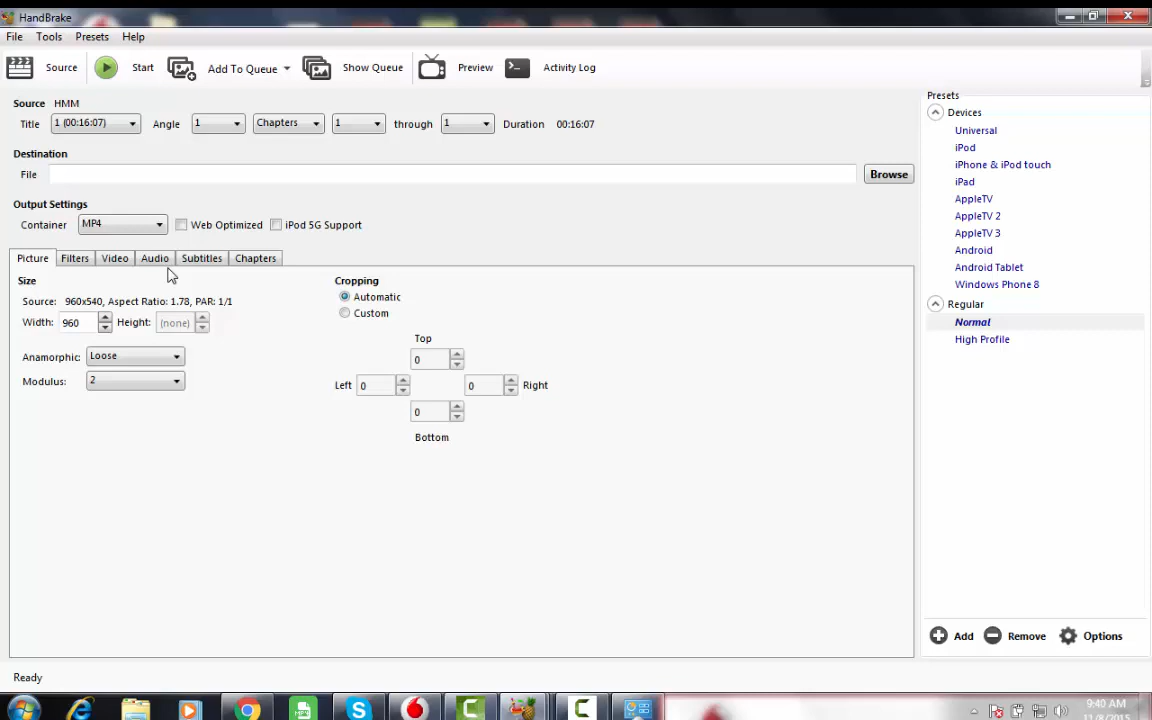 HandBrake
File Tools Presets Help
Source Start Add To Queue Show Queue Preview Activity Log
Source HMM
Title 1 (00:16:07) Angle 1 Chapters 1 through 1 Duration 00:16:07
Destination
File Browse
Output Settings
Container MP4 Web Optimized iPod 5G Support
Picture Filters Video Audio Subtitles Chapters
Size
Source: 960x540, Aspect Ratio: 1.78, PAR: 1/1
Width: 960 Height: (none)
Anamorphic: Loose
Modulus: 2
Cropping
Automatic
Custom
Top
0
Left 0 0 Right
0
Bottom
Presets
Devices
Universal
iPod
iPhone & iPod touch
iPad
AppleTV
AppleTV 2
AppleTV 3
Android
Android Tablet
Windows Phone 8
Regular
Normal
High Profile
Add Remove Options
Ready
9:40 AM
11/8/2015